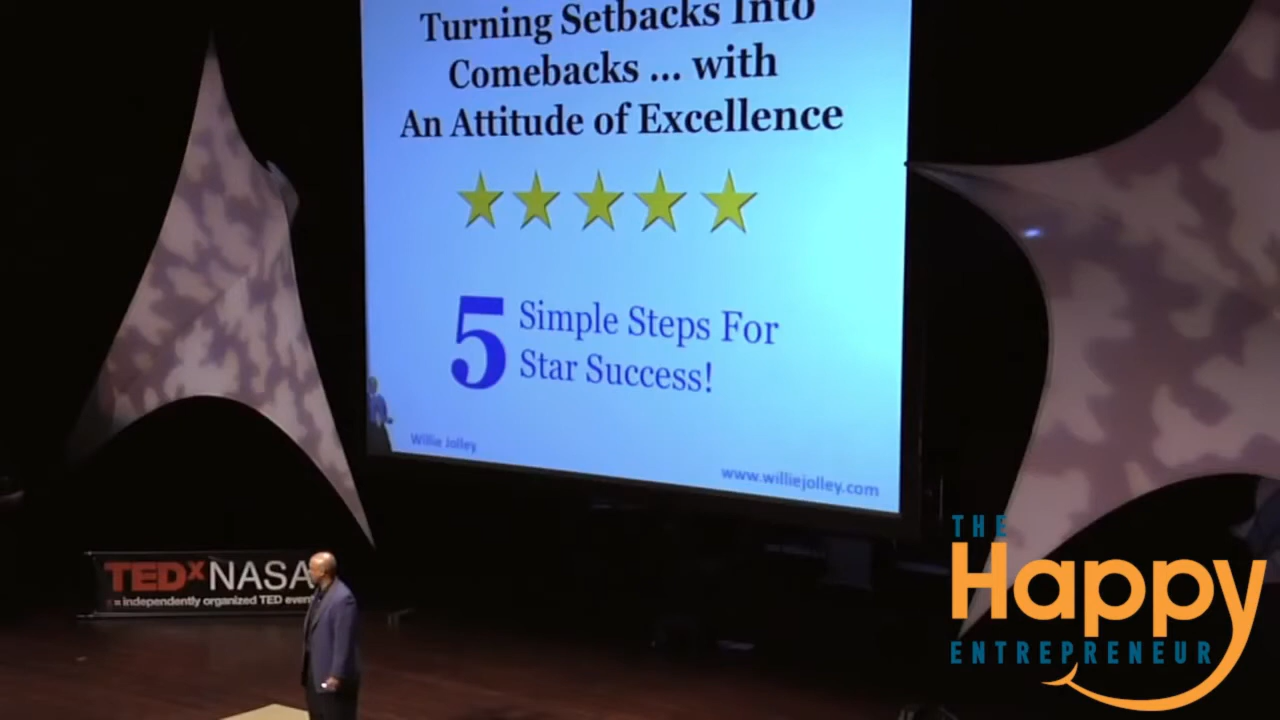 Turning Setbacks Into
Comebacks ... with
An Attitude of Excellence
5 Simple Steps For
Star Success!
Willie Jolley
www.williejolley.com
TEDxNASA
= independently organized TED event
THE
Happy
ENTREPRENEUR